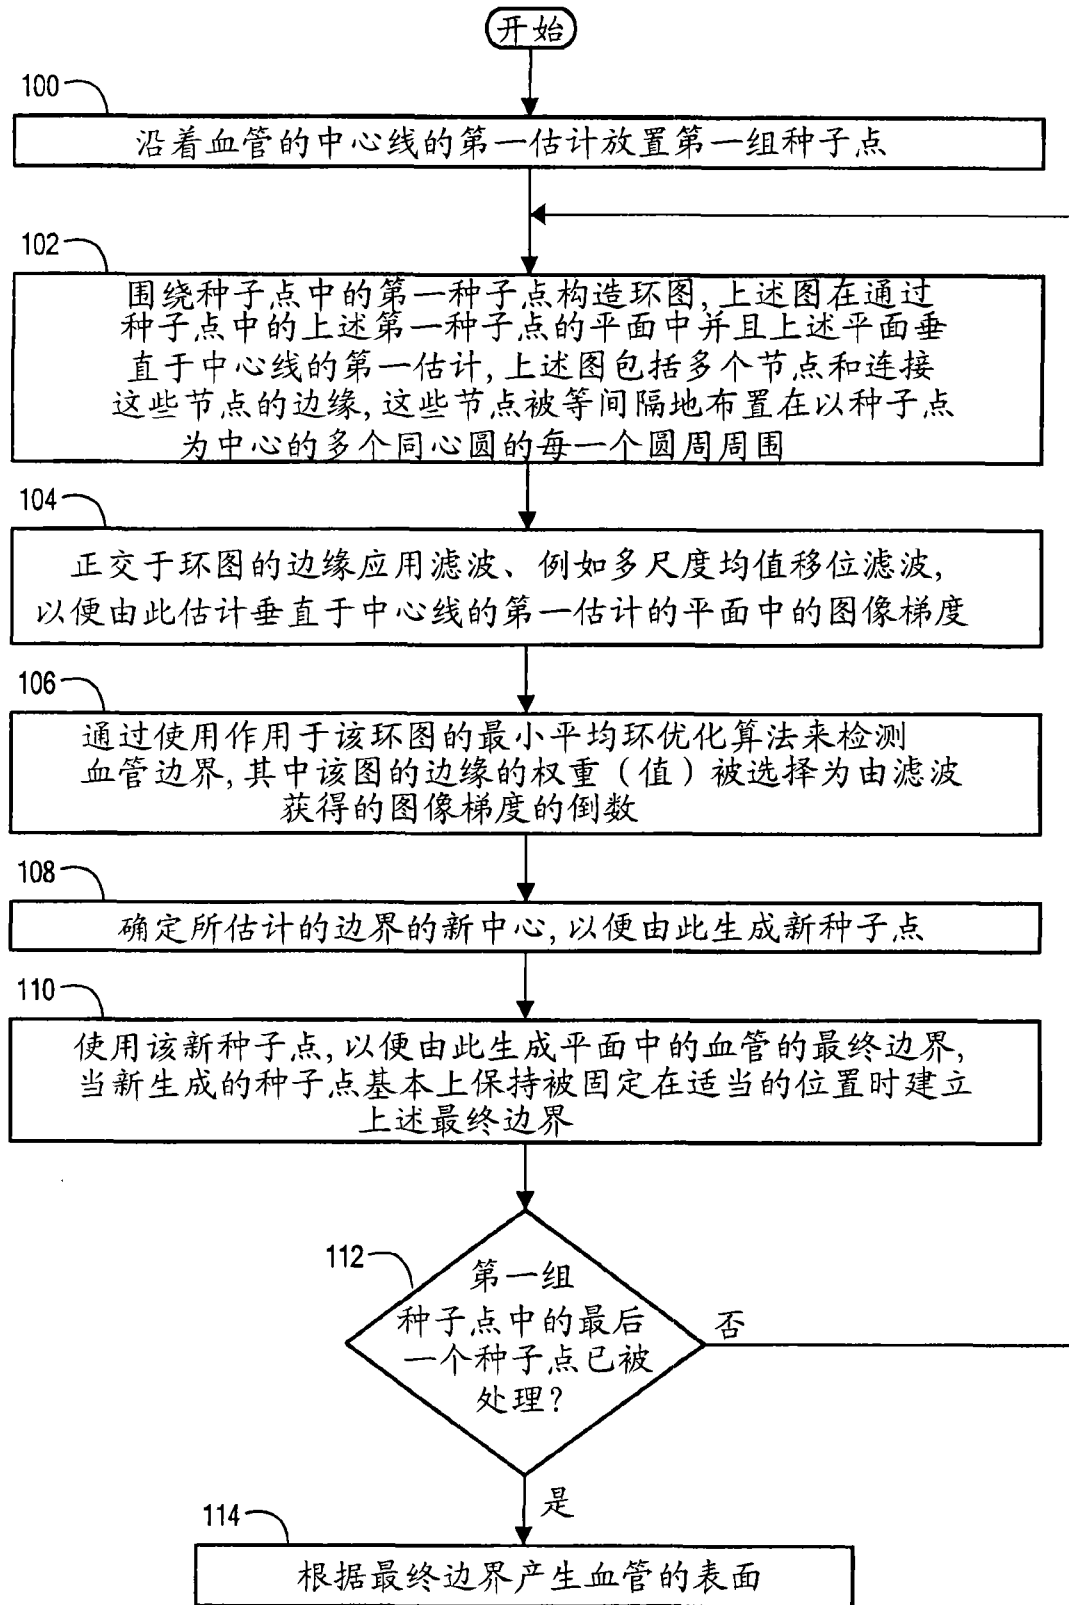 开始
100
沿着血管的中心线的第一估计放置第一组种子点
102
围绕种子点中的第一种子点构造环图,上述图在通过
种子点中的上述第一种子点的平面中并且上述平面垂
直于中心线的第一估计,上述图包括多个节点和连接
这些节点的边缘,这些节点被等间隔地布置在以种子点
为中心的多个同心圆的每一个圆周周围
104
正交于环图的边缘应用滤波、例如多尺度均值移位滤波,
以便由此估计垂直于中心线的第一估计的平面中的图像梯度
106
通过使用作用于该环图的最小平均环优化算法来检测
血管边界,其中该图的边缘的权重（值）被选择为由滤波
获得的图像梯度的倒数
108
确定所估计的边界的新中心,以便由此生成新种子点
110
使用该新种子点,以便由此生成平面中的血管的最终边界,
当新生成的种子点基本上保持被固定在适当的位置时建立
上述最终边界
112
第一组
种子点中的最后
一个种子点已被
处理?
否
是
114
根据最终边界产生血管的表面